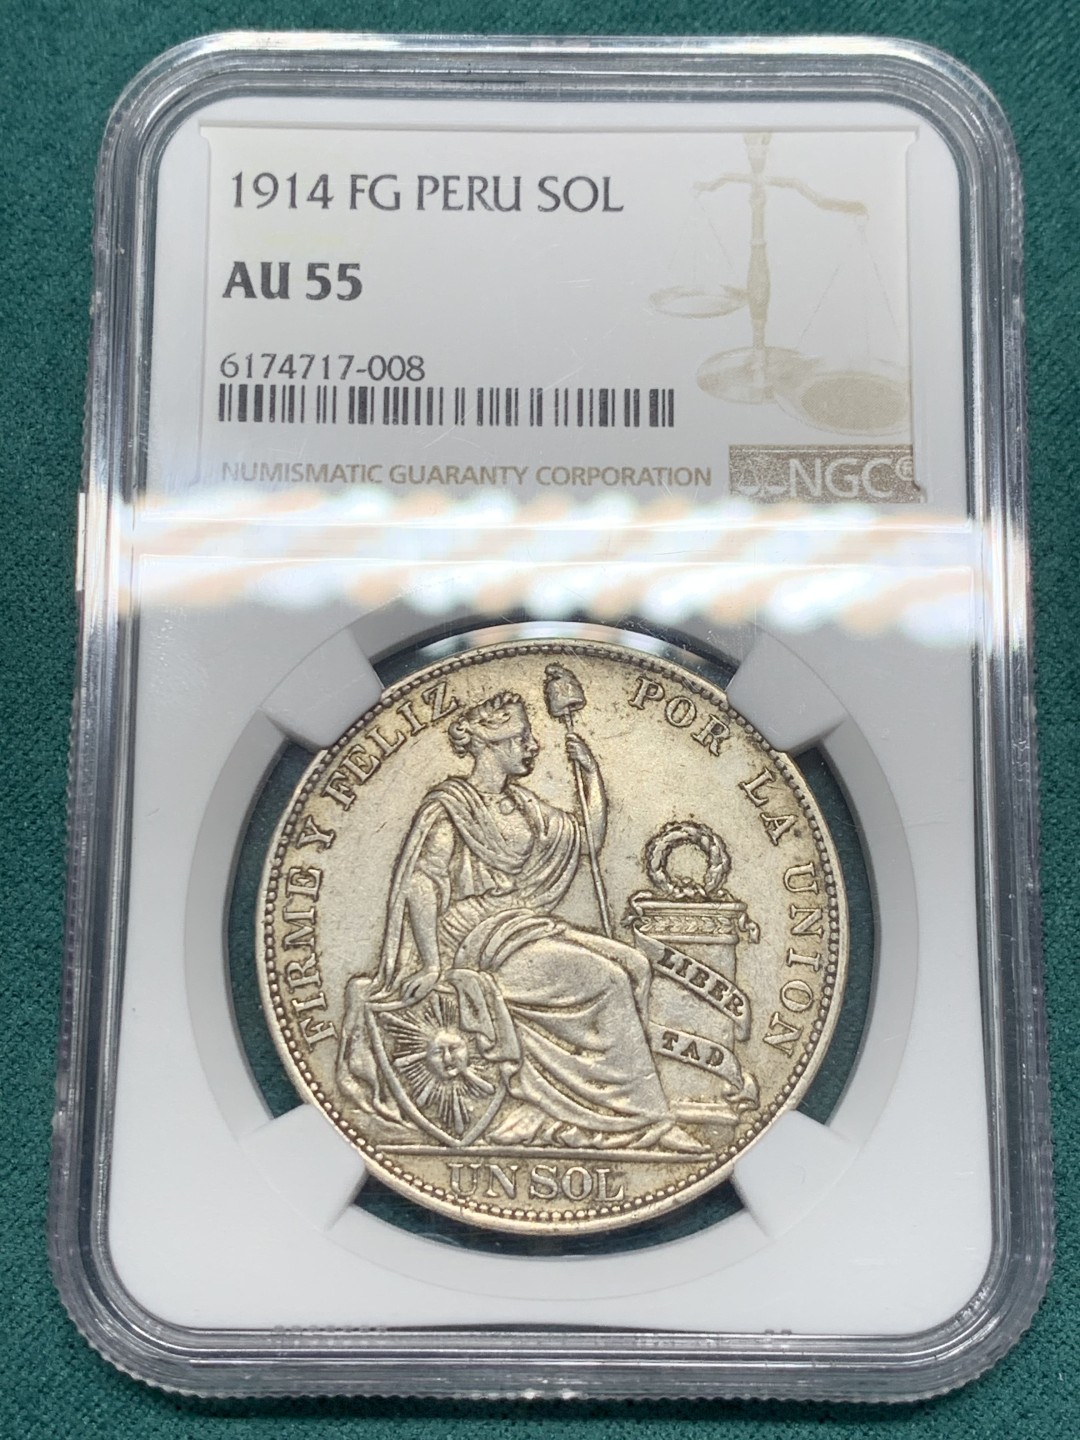 1914 FG PERU SOL
AU 55
6174717-008
NUMISMATIC GUARANTY CORPORATION
NGC
FIRME Y FELIZ POR LA UNION
LIBER
TAD
UN SOL